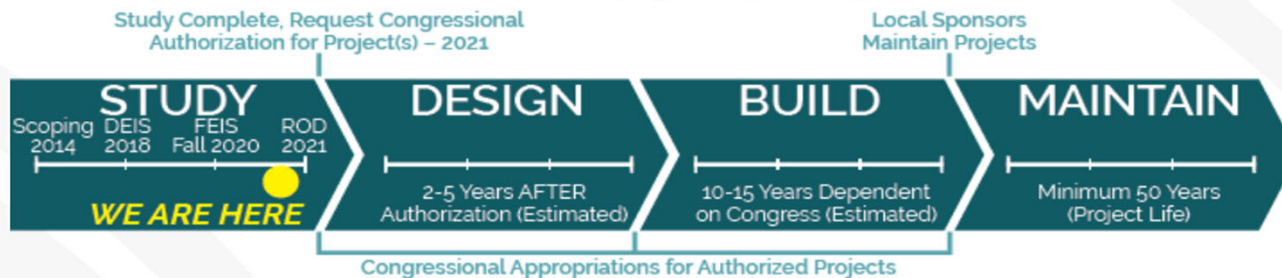 Study Complete, Request Congressional
Authorization for Project(s) – 2021
Local Sponsors
Maintain Projects
STUDY
Scoping
2014
DEIS
2018
FEIS
Fall 2020
ROD
2021
WE ARE HERE
DESIGN
2-5 Years AFTER
Authorization (Estimated)
BUILD
10-15 Years Dependent
on Congress (Estimated)
MAINTAIN
Minimum 50 Years
(Project Life)
Congressional Appropriations for Authorized Projects